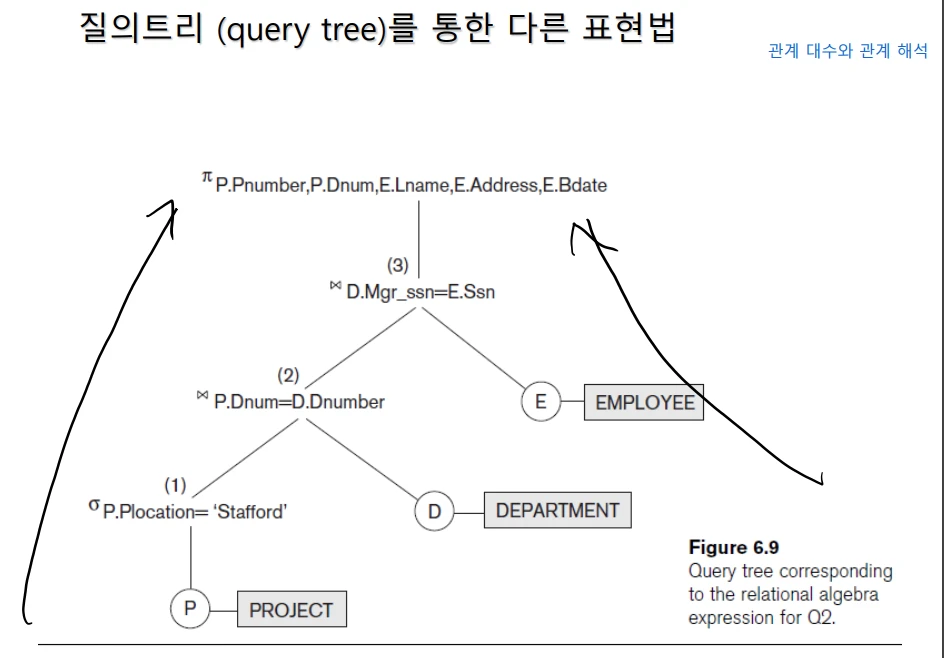 질의트리 (query tree)를 통한 다른 표현법
관계 대수와 관계 해석
π P.Pnumber,P.Dnum,E.Lname,E.Address,E.Bdate
(3)
⋈ D.Mgr_ssn=E.Ssn
(2)
⋈ P.Dnum=D.Dnumber
E
EMPLOYEE
(1)
σ P.Plocation= ‘Stafford’
D
DEPARTMENT
P
PROJECT
Figure 6.9
Query tree corresponding
to the relational algebra
expression for Q2.